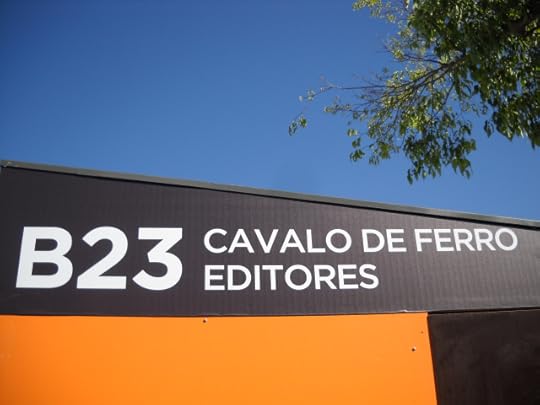 B23 CAVALO DE FERRO
EDITORES